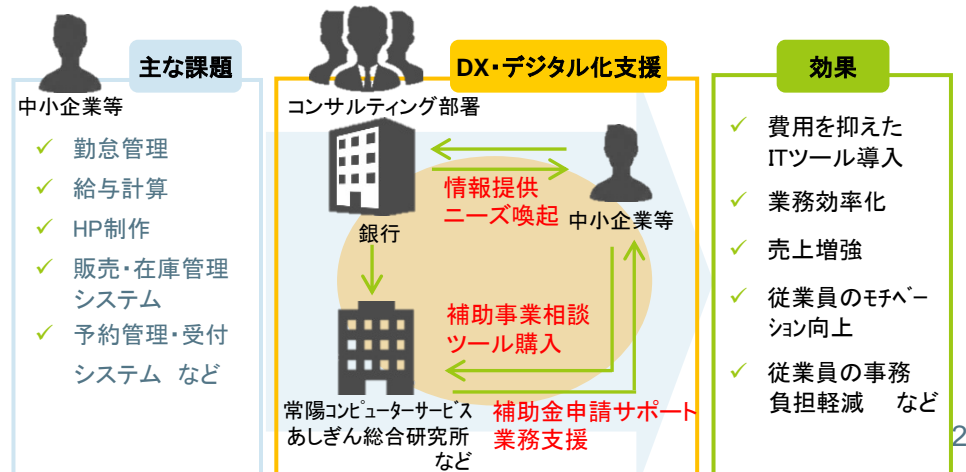 主な課題
中小企業等
✓ 勤怠管理
✓ 給与計算
✓ HP制作
✓ 販売・在庫管理
システム
✓ 予約管理・受付
システム など
DX・デジタル化支援
コンサルティング部署
銀行
情報提供
ニーズ喚起
中小企業等
補助事業相談
ツール購入
常陽ｺﾝﾋﾟｭｰﾀｰｻｰﾋﾞｽ
あしぎん総合研究所
など
補助金申請サポート
業務支援
効果
✓ 費用を抑えた
ITツール導入
✓ 業務効率化
✓ 売上増強
✓ 従業員のﾓﾁﾍﾞｰ
ｼｮﾝ向上
✓ 従業員の事務
負担軽減 など
2